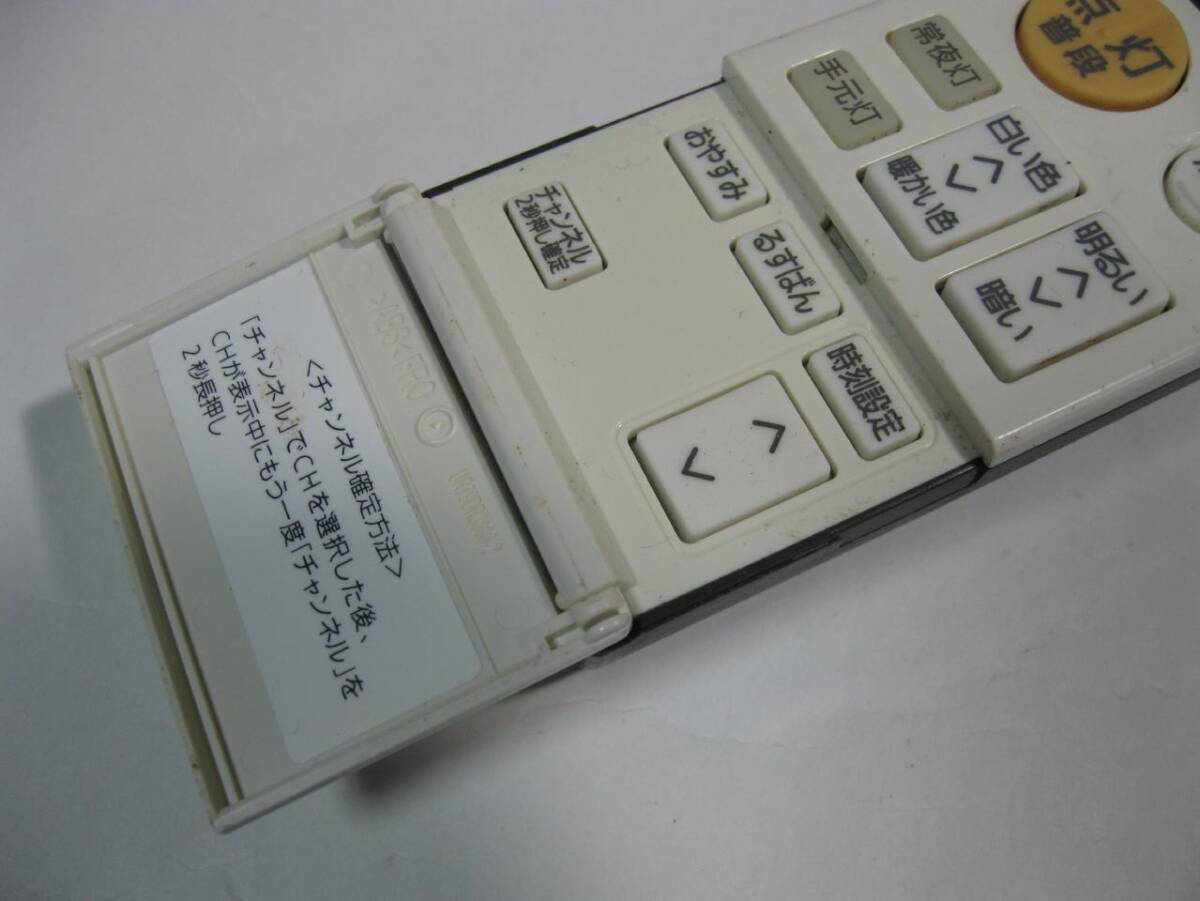 点灯
普段
常夜灯
手元灯
白い色
暖かい色
明るい
暗い
おやすみ
るすばん
時刻設定
チャンネル
2秒押し確定
<チャンネル確定方法>
「チャンネル」でCHを選択した後、
CHが表示中にもう一度「チャンネル」を
2秒長押し